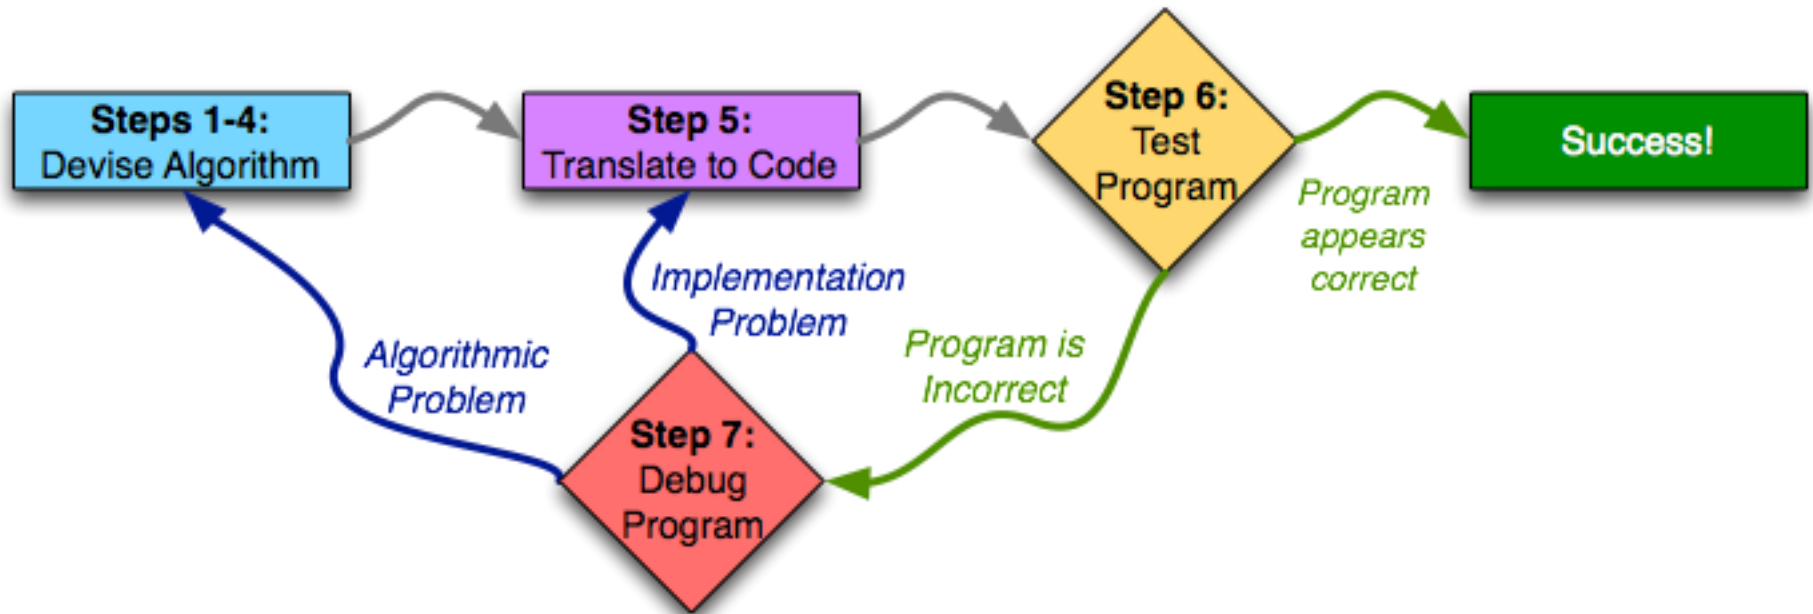 Steps 1-4:
Devise Algorithm
Step 5:
Translate to Code
Step 6:
Test
Program
Success!
Program
appears
correct
Implementation
Problem
Algorithmic
Problem
Program is
Incorrect
Step 7:
Debug
Program